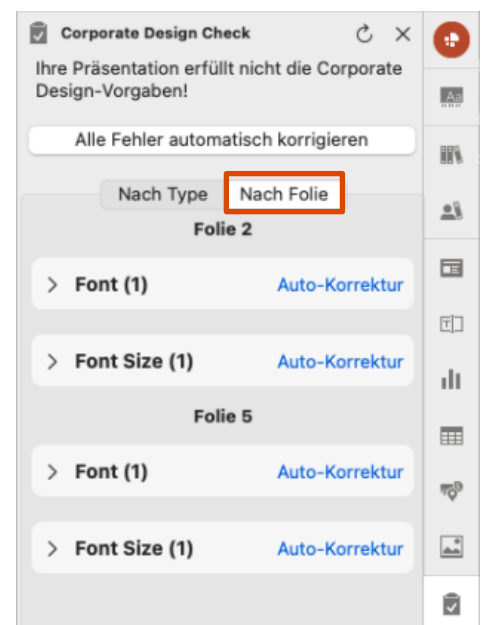 Corporate Design Check
Ihre Präsentation erfüllt nicht die Corporate
Design-Vorgaben!
Alle Fehler automatisch korrigieren
Nach Type Nach Folie
Folie 2
Font (1) Auto-Korrektur
Font Size (1) Auto-Korrektur
Folie 5
Font (1) Auto-Korrektur
Font Size (1) Auto-Korrektur
Aa
T